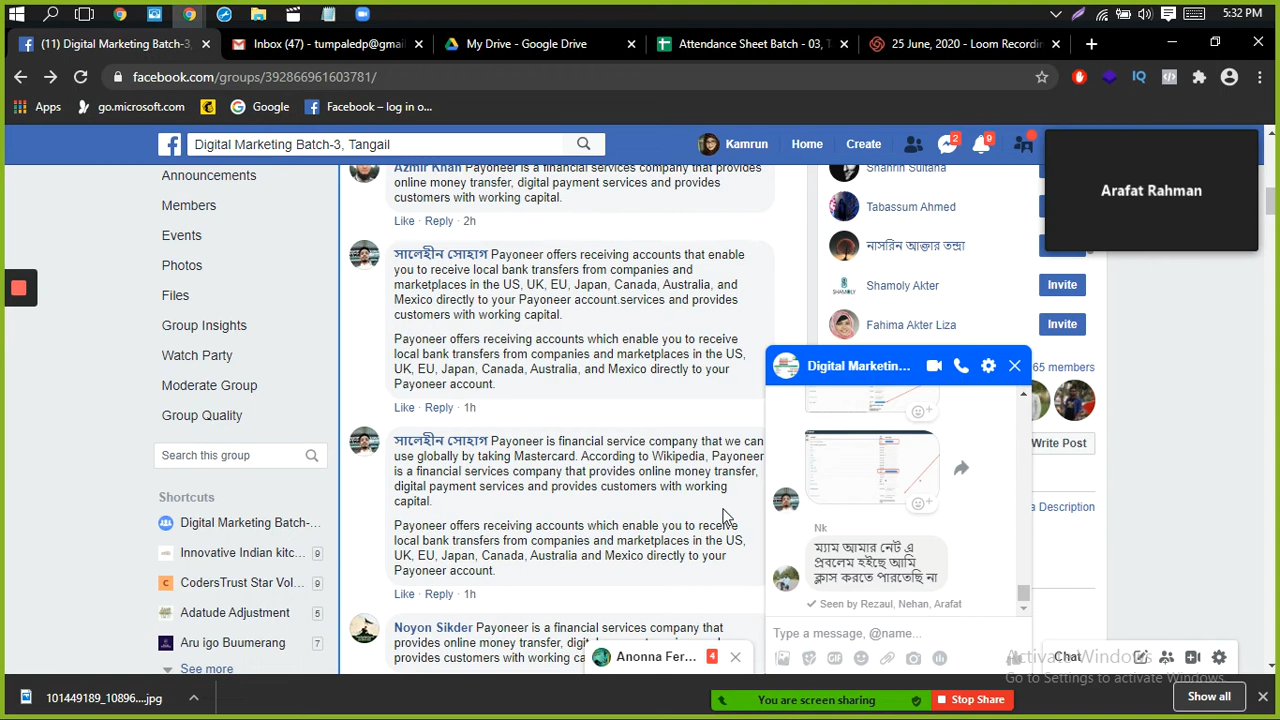 5:32 PM
(11) Digital Marketing Batch-3,
Inbox (47) - tumpaledp@gmai
My Drive - Google Drive
Attendance Sheet Batch - 03, T
25 June, 2020 - Loom Recordin
facebook.com/groups/392866961603781/
IQ
Apps
go.microsoft.com
Google
Facebook – log in o...
Digital Marketing Batch-3, Tangail
Kamrun
Home
Create
2
9
Arafat Rahman
Announcements
Members
Events
Photos
Files
Group Insights
Watch Party
Moderate Group
Group Quality
Search this group
Shortcuts
Digital Marketing Batch-...
Innovative Indian kitc...
9
CodersTrust Star Vol...
6
Adatude Adjustment
5
Aru igo Buumerang
7
See more
Azmir Khan Payoneer is a financial services company that provides
online money transfer, digital payment services and provides
customers with working capital.
Like · Reply · 2h
সালেহীন সোহাগ Payoneer offers receiving accounts that enable
you to receive local bank transfers from companies and
marketplaces in the US, UK, EU, Japan, Canada, Australia, and
Mexico directly to your Payoneer account.services and provides
customers with working capital.
Payoneer offers receiving accounts which enable you to receive
local bank transfers from companies and marketplaces in the US,
UK, EU, Japan, Canada, Australia, and Mexico directly to your
Payoneer account.
Like · Reply · 1h
সালেহীন সোহাগ Payoneer is financial service company that we can
use globally by taking Mastercard. According to Wikipedia, Payoneer
is a financial services company that provides online money transfer,
digital payment services and provides customers with working
capital.
Payoneer offers receiving accounts which enable you to receive
local bank transfers from companies and marketplaces in the US,
UK, EU, Japan, Canada, Australia and Mexico directly to your
Payoneer account.
Like · Reply · 1h
Noyon Sikder Payoneer is a financial services company that
provides online money transfer, digit
provides customers with working ca
Shahrin Sultana
Tabassum Ahmed
নাসরিন আক্তার তন্দ্রা
Shamoly Akter
Invite
Fahima Akter Liza
Invite
65 members
Write Post
a Description
Digital Marketin...
Nk
ম্যাম আমার নেট এ
প্রবলেম হইছে আমি
ক্লাস করতে পারতেছি না
Seen by Rezaul, Nehan, Arafat
Type a message, @name...
GIF
Anonna Fer...
4
Chat
Activate Windows
Go to Settings to activate Windows.
101449189_10896....jpg
You are screen sharing
Stop Share
Show all